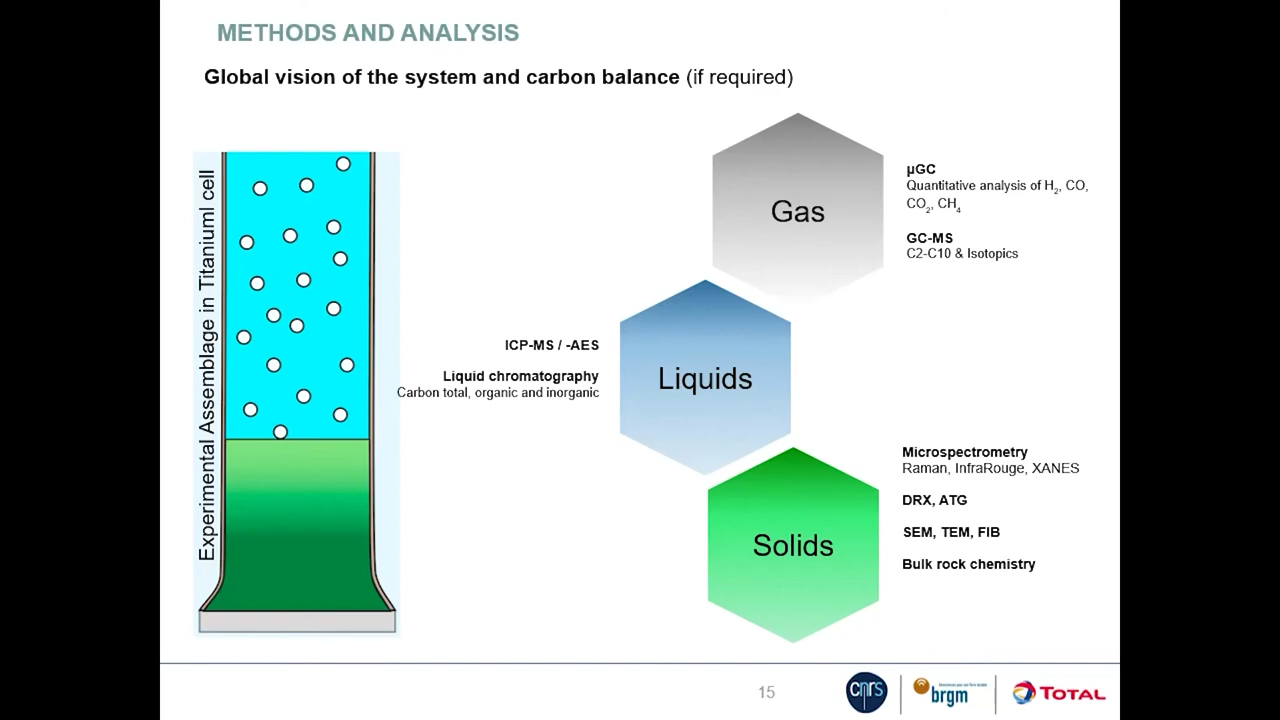 METHODS AND ANALYSIS
Global vision of the system and carbon balance (if required)
Experimental Assemblage in Titaniuml cell
Gas
µGC
Quantitative analysis of H2, CO,
CO2, CH4
GC-MS
C2-C10 & Isotopics
ICP-MS / -AES
Liquid chromatography
Carbon total, organic and inorganic
Liquids
Solids
Microspectrometry
Raman, InfraRouge, XANES
DRX, ATG
SEM, TEM, FIB
Bulk rock chemistry
15
cnrs
brgm
TOTAL